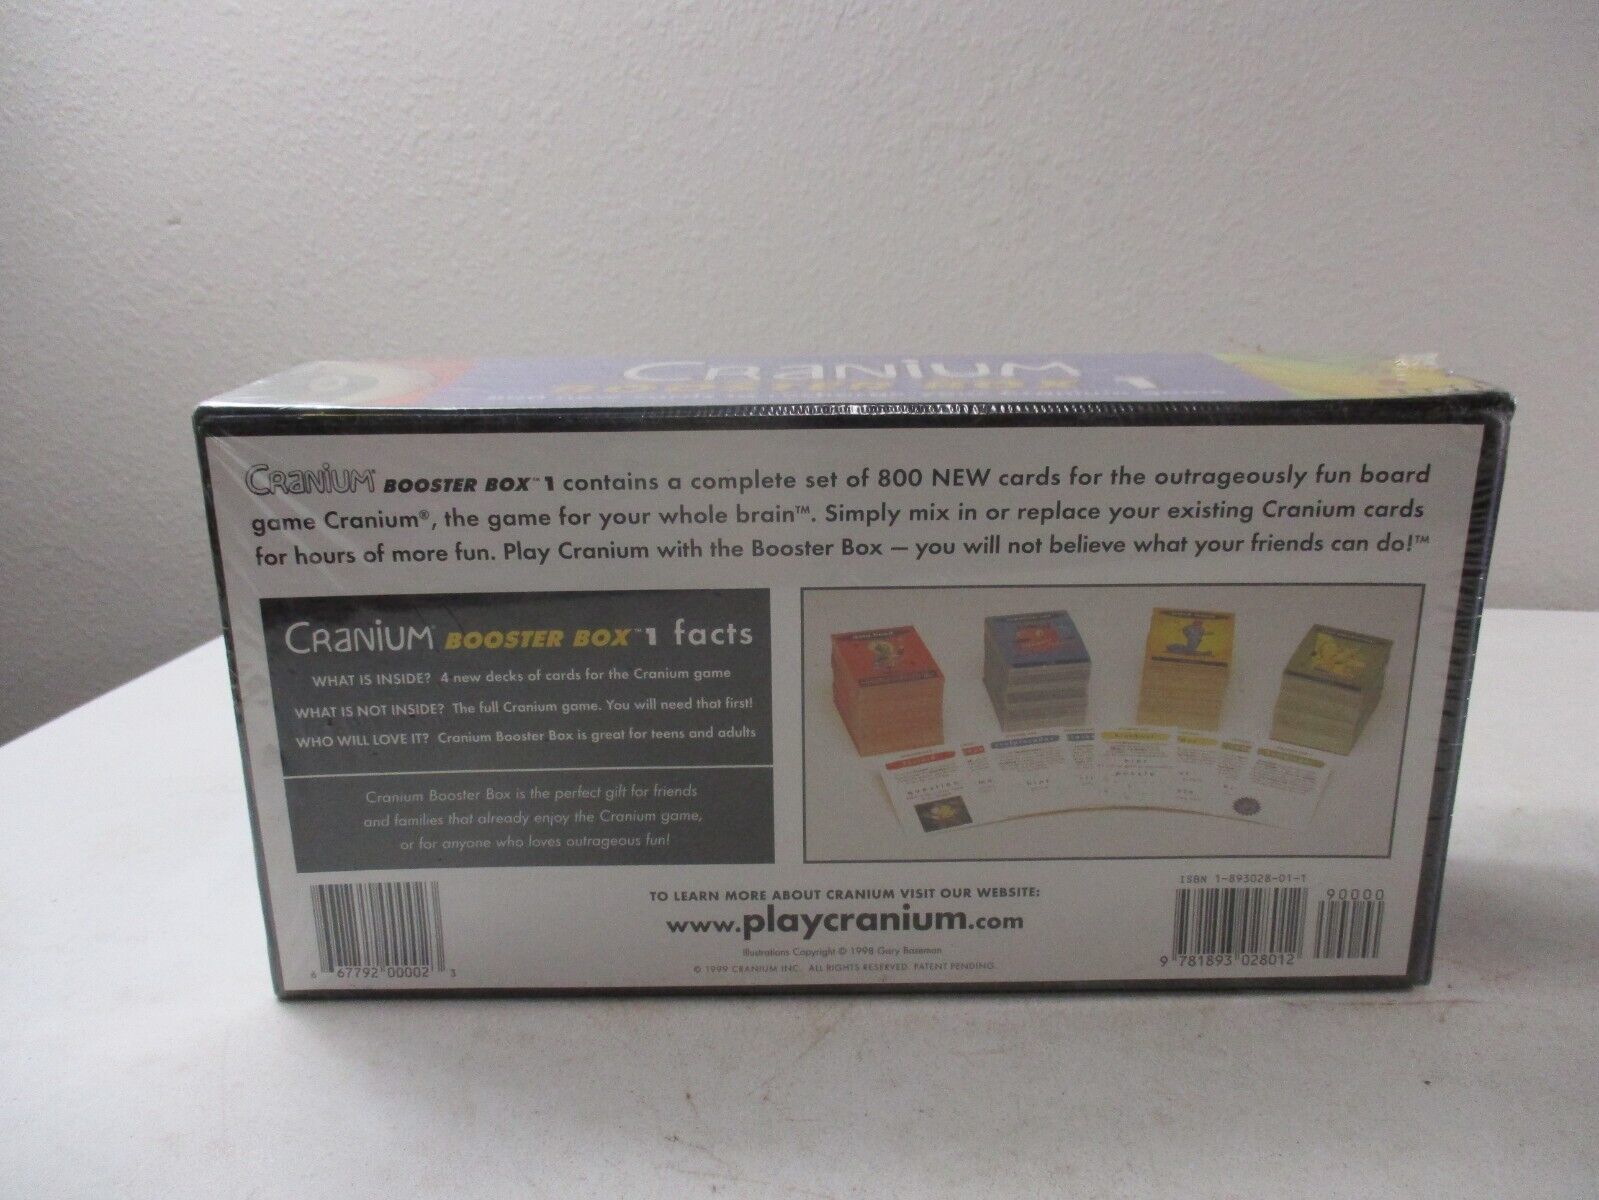 CRANIUM
BOOSTER BOX 1
CRANIUM® BOOSTER BOX™ 1 contains a complete set of 800 NEW cards for the outrageously fun board
game Cranium®, the game for your whole brain™. Simply mix in or replace your existing Cranium cards
for hours of more fun. Play Cranium with the Booster Box — you will not believe what your friends can do!™
CRANIUM® BOOSTER BOX™ 1 facts
WHAT IS INSIDE? 4 new decks of cards for the Cranium game
WHAT IS NOT INSIDE? The full Cranium game. You will need that first!
WHO WILL LOVE IT? Cranium Booster Box is great for teens and adults
Cranium Booster Box is the perfect gift for friends
and families that already enjoy the Cranium game,
or for anyone who loves outrageous fun!
TO LEARN MORE ABOUT CRANIUM VISIT OUR WEBSITE:
www.playcranium.com
Illustrations Copyright © 1998 Gary Baseman
© 1999 CRANIUM INC. ALL RIGHTS RESERVED. PATENT PENDING.
6 67792 00002 3
ISBN 1-893028-01-1
90000
9 781893 028012